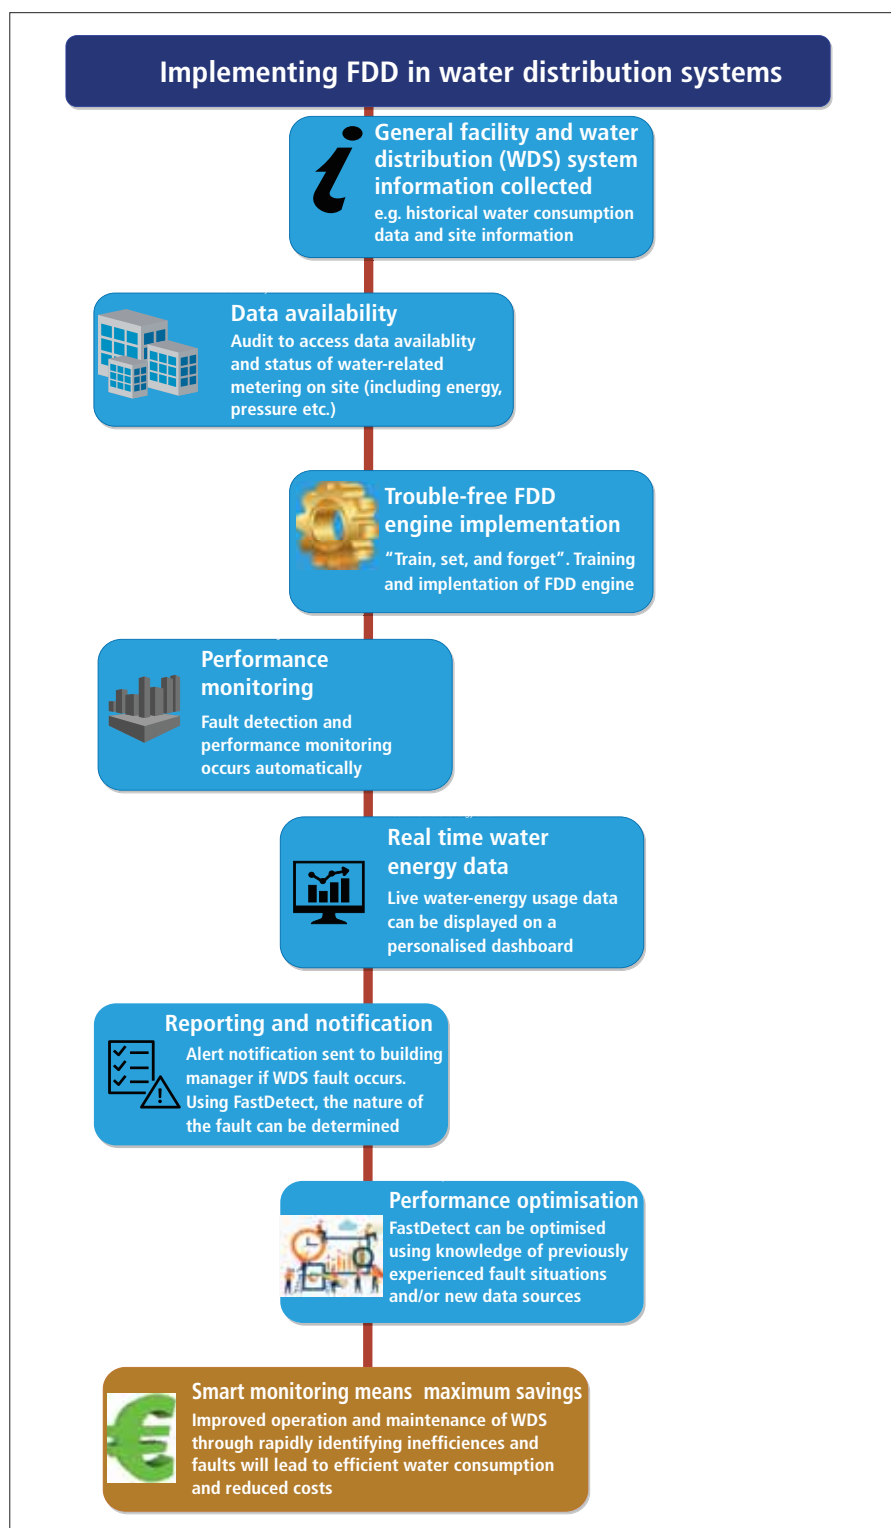 Implementing FDD in water distribution systems
General facility and water
distribution (WDS) system
information collected
e.g. historical water consumption
data and site information
Data availability
Audit to access data availablity
and status of water-related
metering on site (including energy,
pressure etc.)
Trouble-free FDD
engine implementation
“Train, set, and forget”. Training
and implentation of FDD engine
Performance
monitoring
Fault detection and
performance monitoring
occurs automatically
Real time water
energy data
Live water-energy usage data
can be displayed on a
personalised dashboard
Reporting and notification
Alert notification sent to building
manager if WDS fault occurs.
Using FastDetect, the nature of
the fault can be determined
Performance optimisation
FastDetect can be optimised
using knowledge of previously
experienced fault situations
and/or new data sources
Smart monitoring means maximum savings
Improved operation and maintenance of WDS
through rapidly identifying inefficiences and
faults will lead to efficient water consumption
and reduced costs